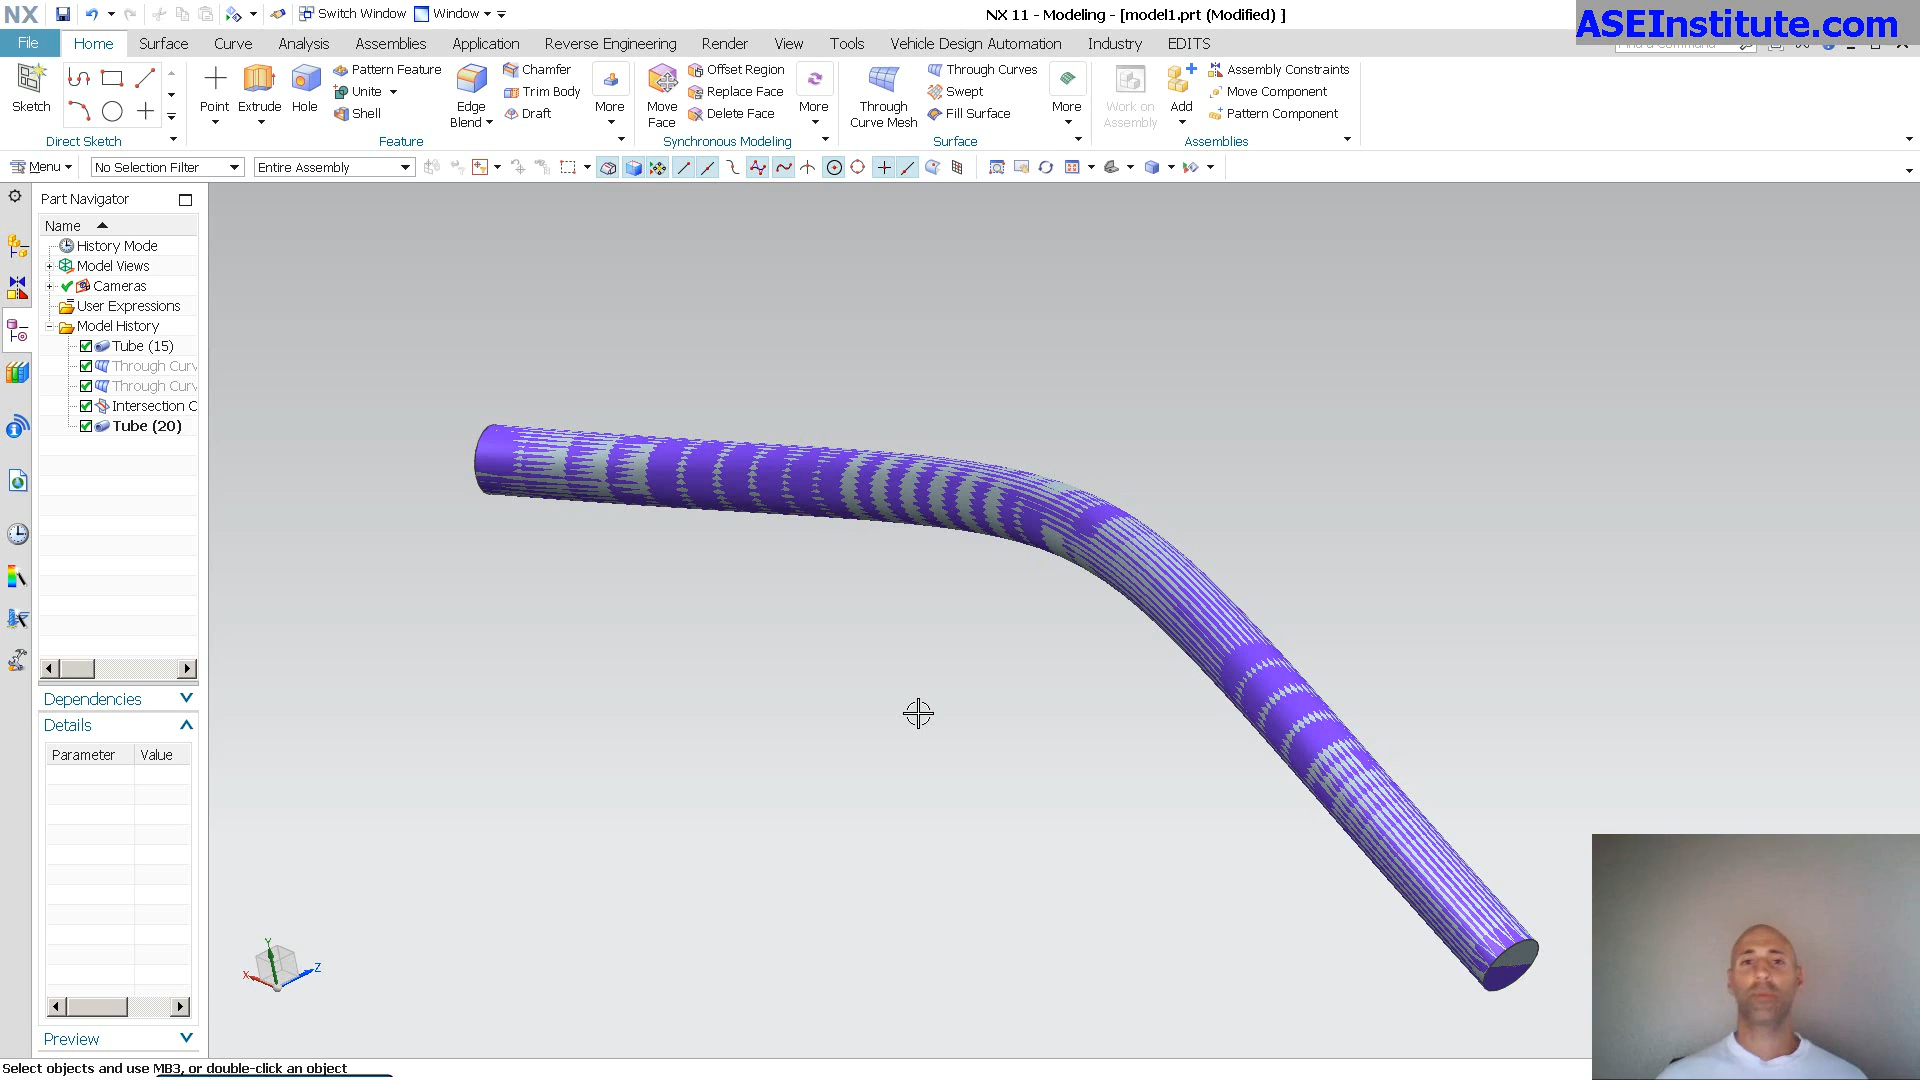 NX Switch Window Window NX 11 - Modeling - [model1.prt (Modified) ]
ASEInstitute.com
File Home Surface Curve Analysis Assemblies Application Reverse Engineering Render View Tools Vehicle Design Automation Industry EDITS
Sketch
Direct Sketch
Point Extrude Hole
Pattern Feature
Unite
Shell
Edge
Blend
Chamfer
Trim Body
Draft
More
Feature
Move
Face
Offset Region
Replace Face
Delete Face
More
Synchronous Modeling
Through
Curve Mesh
Through Curves
Swept
Fill Surface
More
Surface
Work on
Assembly
Add
Assembly Constraints
Move Component
Pattern Component
Assemblies
Menu No Selection Filter Entire Assembly
Part Navigator
Name
History Mode
Model Views
Cameras
User Expressions
Model History
Tube (15)
Through Curv
Through Curv
Intersection C
Tube (20)
Dependencies
Details
Parameter Value
Preview
X Y Z
Select objects and use MB3, or double-click an object